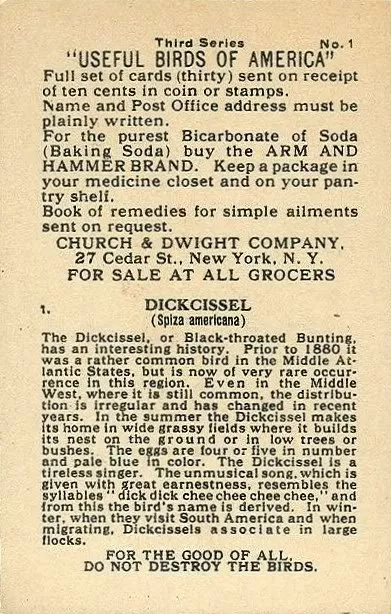 Third Series No. 1
"USEFUL BIRDS OF AMERICA"
Full set of cards (thirty) sent on receipt
of ten cents in coin or stamps.
Name and Post Office address must be
plainly written.
For the purest Bicarbonate of Soda
(Baking Soda) buy the ARM AND
HAMMER BRAND. Keep a package in
your medicine closet and on your pan-
try shelf.
Book of remedies for simple ailments
sent on request.
CHURCH & DWIGHT COMPANY,
27 Cedar St., New York, N. Y.
FOR SALE AT ALL GROCERS
1. DICKCISSEL
(Spiza americana)
The Dickcissel, or Black-throated Bunting,
has an interesting history. Prior to 1880 it
was a rather common bird in the Middle At-
lantic States, but is now of very rare occur-
rence in this region. Even in the Middle
West, where it is still common, the distribu-
tion is irregular and has changed in recent
years. In the summer the Dickcissel makes
its home in wide grassy fields where it builds
its nest on the ground or in low trees or
bushes. The eggs are four or five in number
and pale blue in color. The Dickcissel is a
tireless singer. The unmusical song, which is
given with great earnestness, resembles the
syllables "dick dick chee chee chee chee," and
from this the bird's name is derived. In win-
ter, when they visit South America and when
migrating, Dickcissels associate in large
flocks.
FOR THE GOOD OF ALL,
DO NOT DESTROY THE BIRDS.